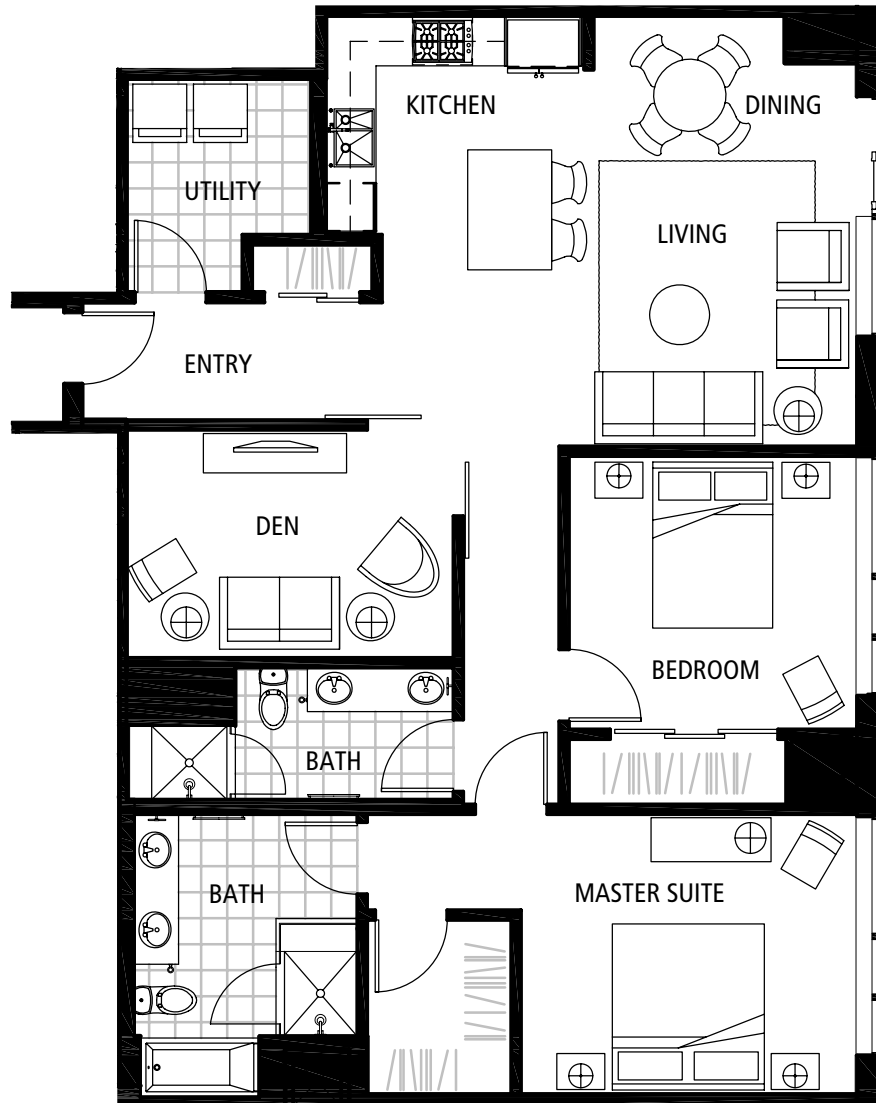 KITCHEN
DINING
UTILITY
LIVING
ENTRY
DEN
BEDROOM
BATH
BATH
MASTER SUITE